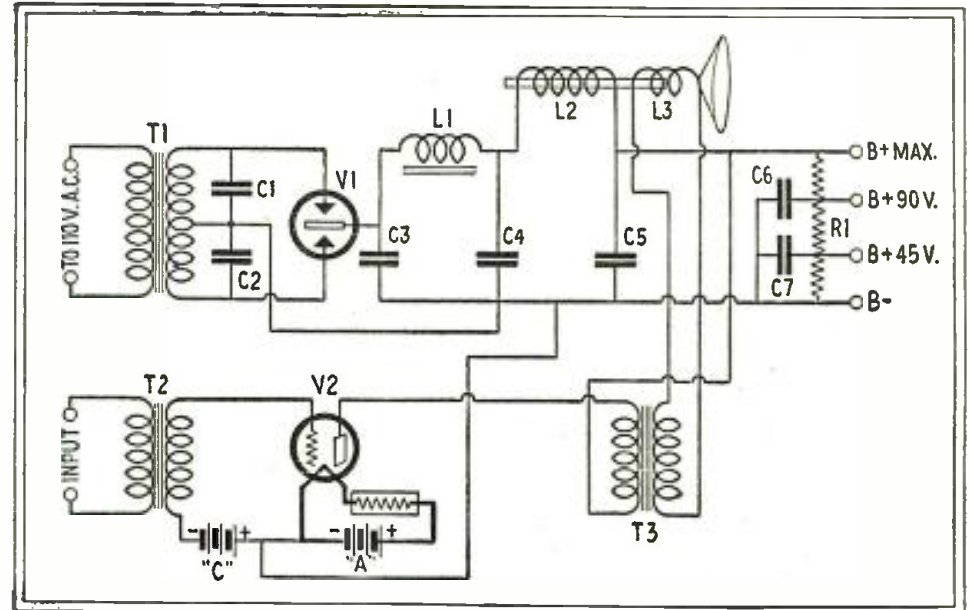 T1
TO 110 V. A.C.
C1
C2
V1
L1
C3
C4
L2
L3
C5
C6
C7
R1
B+ MAX.
B+ 90 V.
B+ 45 V.
B-
T2
INPUT
V2
- +
"C"
- +
"A"
T3